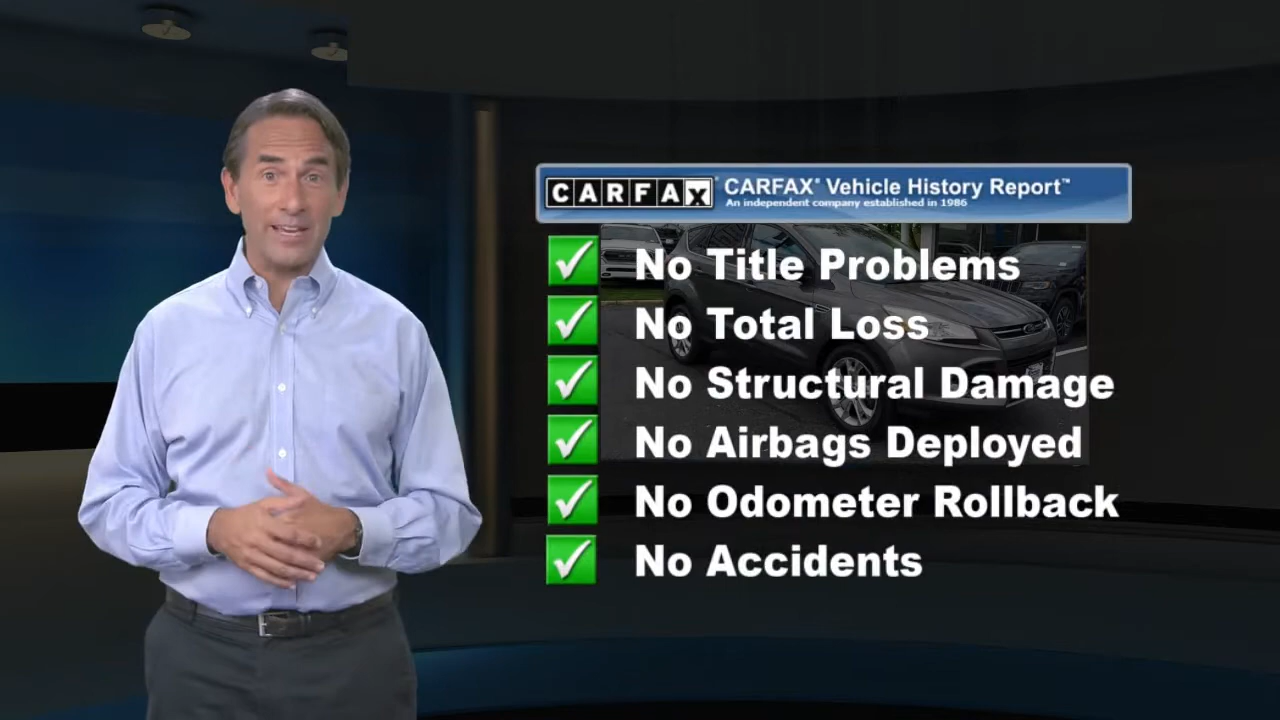 CARFAX
CARFAX® Vehicle History Report™
An independent company established in 1986
No Title Problems
No Total Loss
No Structural Damage
No Airbags Deployed
No Odometer Rollback
No Accidents